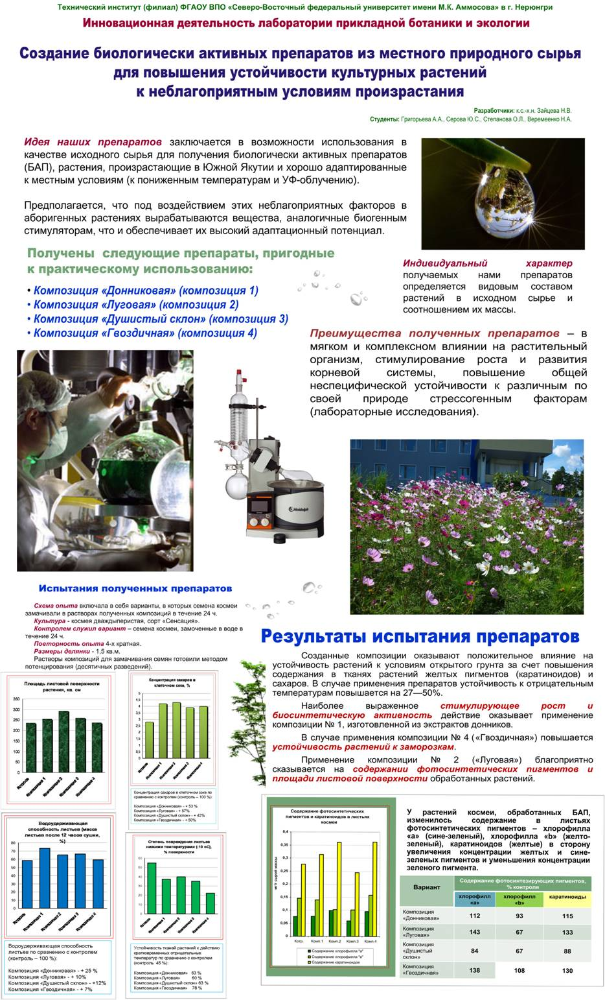 Технический институт (филиал) ФГАОУ ВПО «Северо-Восточный федеральный университет имени М.К. Аммосова» в г. Нерюнгри
Инновационная деятельность лаборатории прикладной ботаники и экологии
Создание биологически активных препаратов из местного природного сырья
для повышения устойчивости культурных растений
к неблагоприятным условиям произрастания
Разработчики: к.с.-х.н. Зайцева Н.В.
Студенты: Григорьева А.А., Серова Ю.С., Степанова О.Л., Веремеенко Н.А.
Идея наших препаратов заключается в возможности использования в
качестве исходного сырья для получения биологически активных препаратов
(БАП), растения, произрастающие в Южной Якутии и хорошо адаптированные
к местным условиям (к пониженным температурам и УФ-облучению).
Предполагается, что под воздействием этих неблагоприятных факторов в
аборигенных растениях вырабатываются вещества, аналогичные биогенным
стимуляторам, что и обеспечивает их высокий адаптационный потенциал.
Получены следующие препараты, пригодные
к практическому использованию:
• Композиция «Донниковая» (композиция 1)
• Композиция «Луговая» (композиция 2)
• Композиция «Душистый склон» (композиция 3)
• Композиция «Гвоздичная» (композиция 4)
Индивидуальный характер
получаемых нами препаратов
определяется видовым составом
растений в исходном сырье и
соотношением их массы.
Преимущества полученных препаратов – в
мягком и комплексном влиянии на растительный
организм, стимулирование роста и развития
корневой системы, повышение общей
неспецифической устойчивости к различным по
своей природе стрессогенным факторам
(лабораторные исследования).
Heidolph
Испытания полученных препаратов
Схема опыта включала в себя варианты, в которых семена космеи
замачивали в растворах полученных композиций в течение 24 ч.
Культура - космея дваждыперистая, сорт «Сенсация».
Контролем служил вариант – семена космеи, замоченные в воде в
течение 24 ч.
Повторность опыта 4-х кратная.
Размеры делянки - 1,5 кв.м.
Растворы композиций для замачивания семян готовили методом
потенцирования (десятичных разведений).
Результаты испытания препаратов
Созданные композиции оказывают положительное влияние на
устойчивость растений к условиям открытого грунта за счет повышения
содержания в тканях растений желтых пигментов (каратиноидов) и
сахаров. В случае применения препаратов устойчивость к отрицательным
температурам повышается на 27—50%.
Наиболее выраженное стимулирующее рост и
биосинтетическую активность действие оказывает применение
композиции № 1, изготовленной из экстрактов донников.
В случае применения композиции № 4 («Гвоздичная») повышается
устойчивость растений к заморозкам.
Применение композиции № 2 («Луговая») благоприятно
сказывается на содержании фотосинтетических пигментов и
площади листовой поверхности обработанных растений.
Площадь листовой поверхности
растения, кв. см
350
300
250
200
150
100
50
0
Контроль
Композиция 1
Композиция 2
Композиция 3
Композиция 4
Концентрация сахаров в
клеточном соке, %
5
4,5
4
3,5
3
2,5
2
1,5
1
0,5
0
Контроль
Композиция 1
Композиция 2
Композиция 3
Композиция 4
Концентрация сахаров в клеточном соке по
сравнению с контролем (контроль – 100 %):
Композиция «Донниковая» - + 53 %
Композиция «Луговая» - + 57%
Композиция «Душистый склон» - + 42%
Композиция «Гвоздичная» - + 50%
Водоудерживающая
способность листьев (масса
листьев после 12 часов сушки,
%)
80
70
60
50
40
30
20
10
0
Контроль
Композиция 1
Композиция 2
Композиция 3
Композиция 4
Водоудерживающая способность
листьев по сравнению с контролем
(контроль – 100 %):
Композиция «Донниковая» - + 25 %
Композиция «Луговая» - + 10%
Композиция «Душистый склон» - +12%
Композиция «Гвоздичная» - + 7%
Степень повреждения листьев
низкими температурами (-10 оС),
% поверхности
60
50
40
30
20
10
0
Контроль
Композиция 1
Композиция 2
Композиция 3
Композиция 4
Устойчивость тканей растений к действию
кратковременных отрицательных
температур по сравнению с контролем
(контроль 45 %):
Композиция «Донниковая» 63 %
Композиция «Луговая» 60 %
Композиция «Душистый склон» 63 %
Композиция «Гвоздичная» 78 %
Содержание фотосинтетических
пигментов и каратиноидов в листьях
космеи
мг/г сырой массы
0,4
0,35
0,3
0,25
0,2
0,15
0,1
0,05
0
Котр.
Комп.1
Комп.2
Комп.3
Комп.4
Содержание хлорофилла "а"
Содержание хлорофилла "в"
Содержание каратиноидов
У растений космеи, обработанных БАП,
изменилось содержание в листьях
фотосинтетических пигментов – хлорофилла
«а» (сине-зеленый), хлорофилла «b» (желто-
зеленый), каратиноидов (желтые) в сторону
увеличения концентрации желтых и сине-
зеленых пигментов и уменьшения концентрации
зеленого пигмента.
Вариант
Содержание фотосинтезирующих пигментов,
% контроля
хлорофилл «а» хлорофилл «b» каратиноиды
Композиция «Донниковая» 112 93 115
Композиция «Луговая» 143 67 133
Композиция «Душистый склон» 84 67 88
Композиция «Гвоздичная» 138 108 130